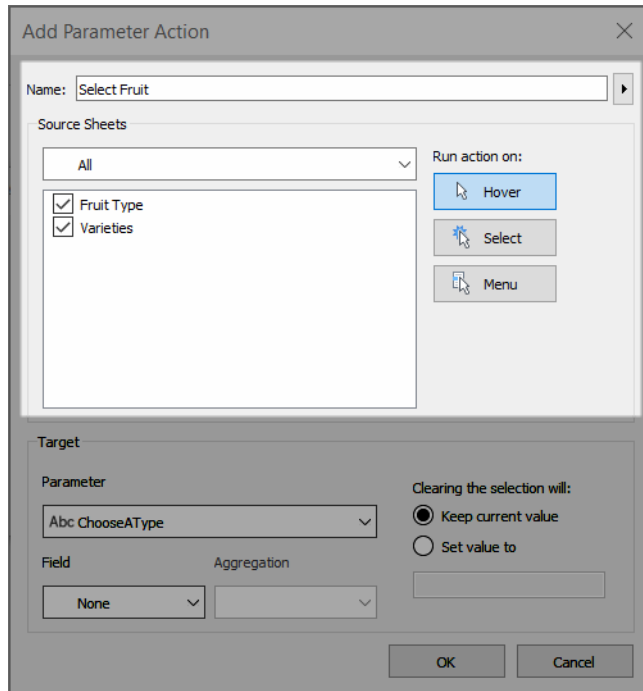 Add Parameter Action
Name: Select Fruit
Source Sheets
All
Run action on:
Fruit Type
Varieties
Hover
Select
Menu
Target
Parameter
Abc ChooseAType
Clearing the selection will:
Keep current value
Set value to
Field Aggregation
None
OK Cancel